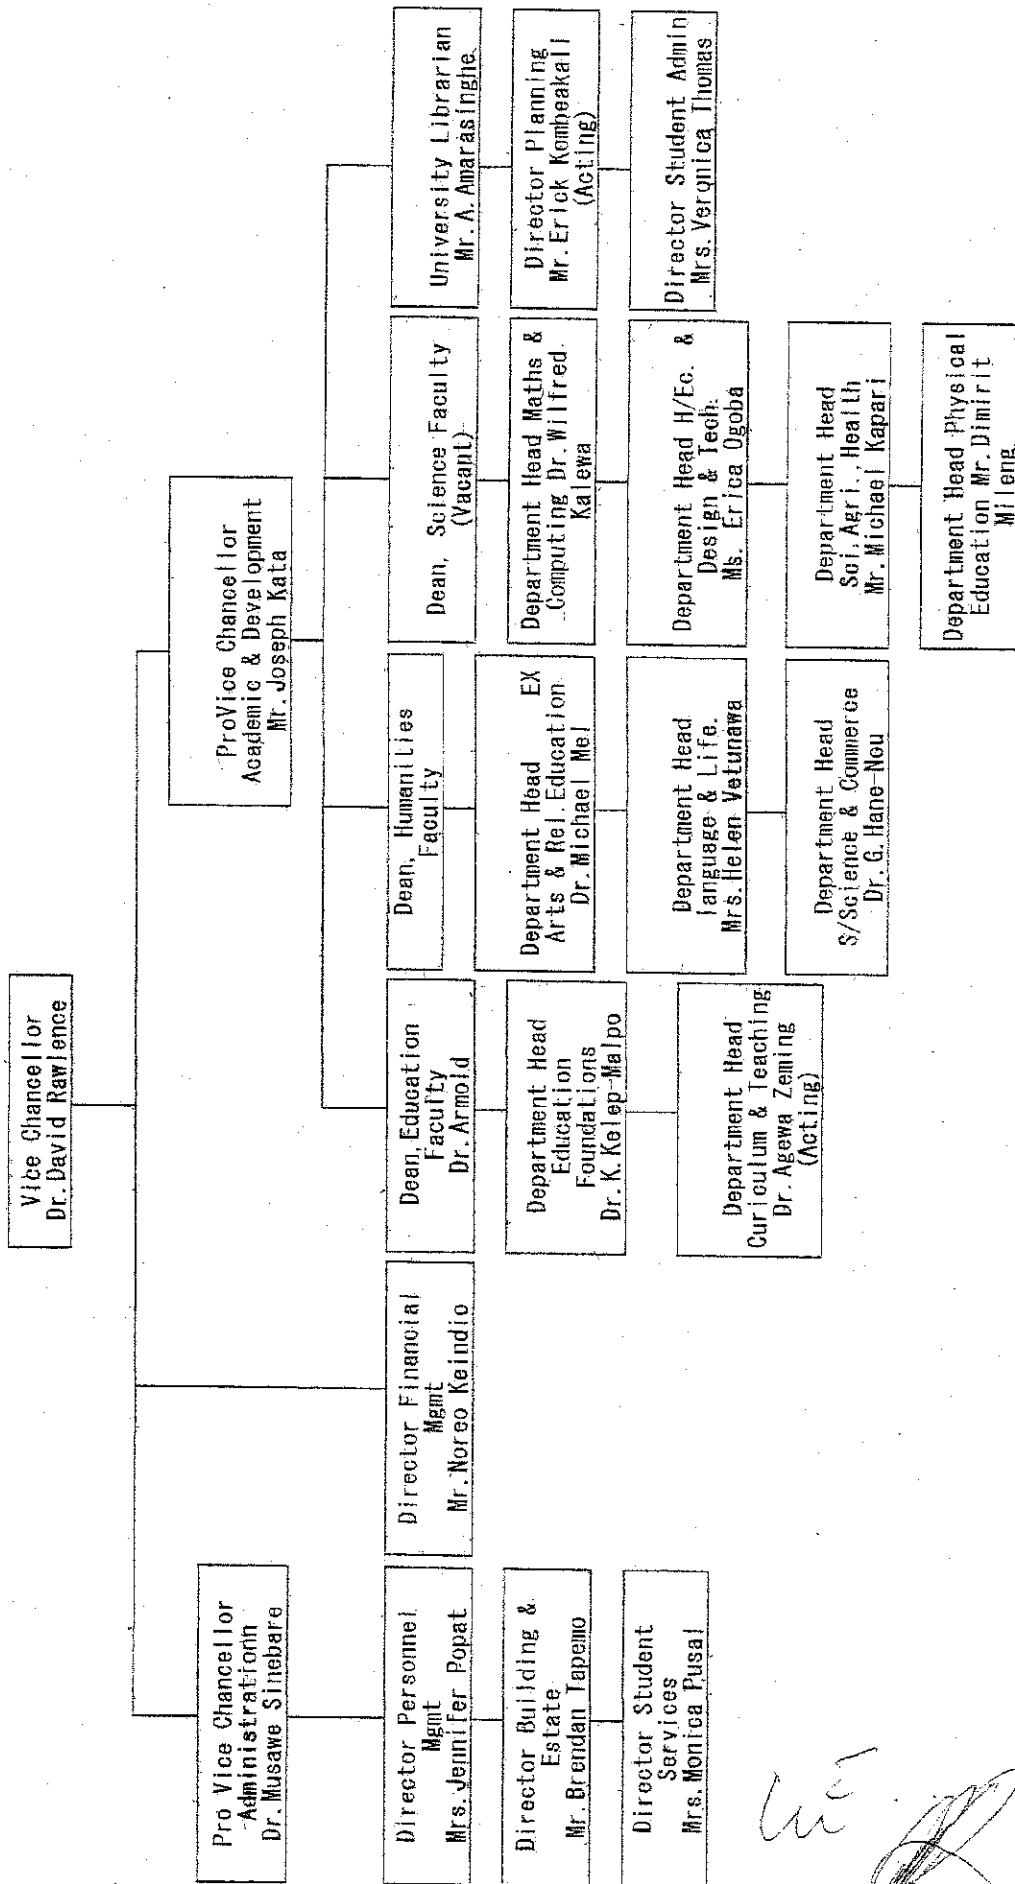 Vice Chancellor
Dr. David Rawlence
Pro Vice Chancellor
Administrationn
Dr. Musawe Sinebare
ProVice Chancellor
Academic & Development
Mr. Joseph Kata
Director Personnel
Mgmt
Mrs. Jennifer Popat
Director Building &
Estate
Mr. Brendan Tapemo
Director Student
Services
Mrs. Monica Pusal
Director Financial
Mgmt
Mr. Noreo Keindio
Dean, Education
Faculty
Dr. Armold
Department Head
Education
Foundations
Dr. K. Kelep-Malpo
Department Head
Curiculum & Teaching
Dr. Agewa Zeming
(Acting)
Dean, Humanities
Faculty
Department Head EX
Arts & Rel. Education
Dr. Michael Mel
Department Head
language & Life.
Mrs. Helen Vetunawa
Department Head
S/Science & Commerce
Dr. G. Hane-Nou
Dean, Science Faculty
(Vacant)
Department Head Maths &
Computing Dr. Wilfred
Kalewa
Department Head H/Ec. &
Design & Tech.
Ms. Erica Ogoba
Department Head
Sci. Agri., Health
Mr. Michael Kapari
Department Head Physical
Education Mr. Dimirit
Mileng.
University Librarian
Mr. A. Amarasinghe
Director Planning
Mr. Erick Kombeakali
(Acting)
Director Student Admin
Mrs. Veronica Thomas